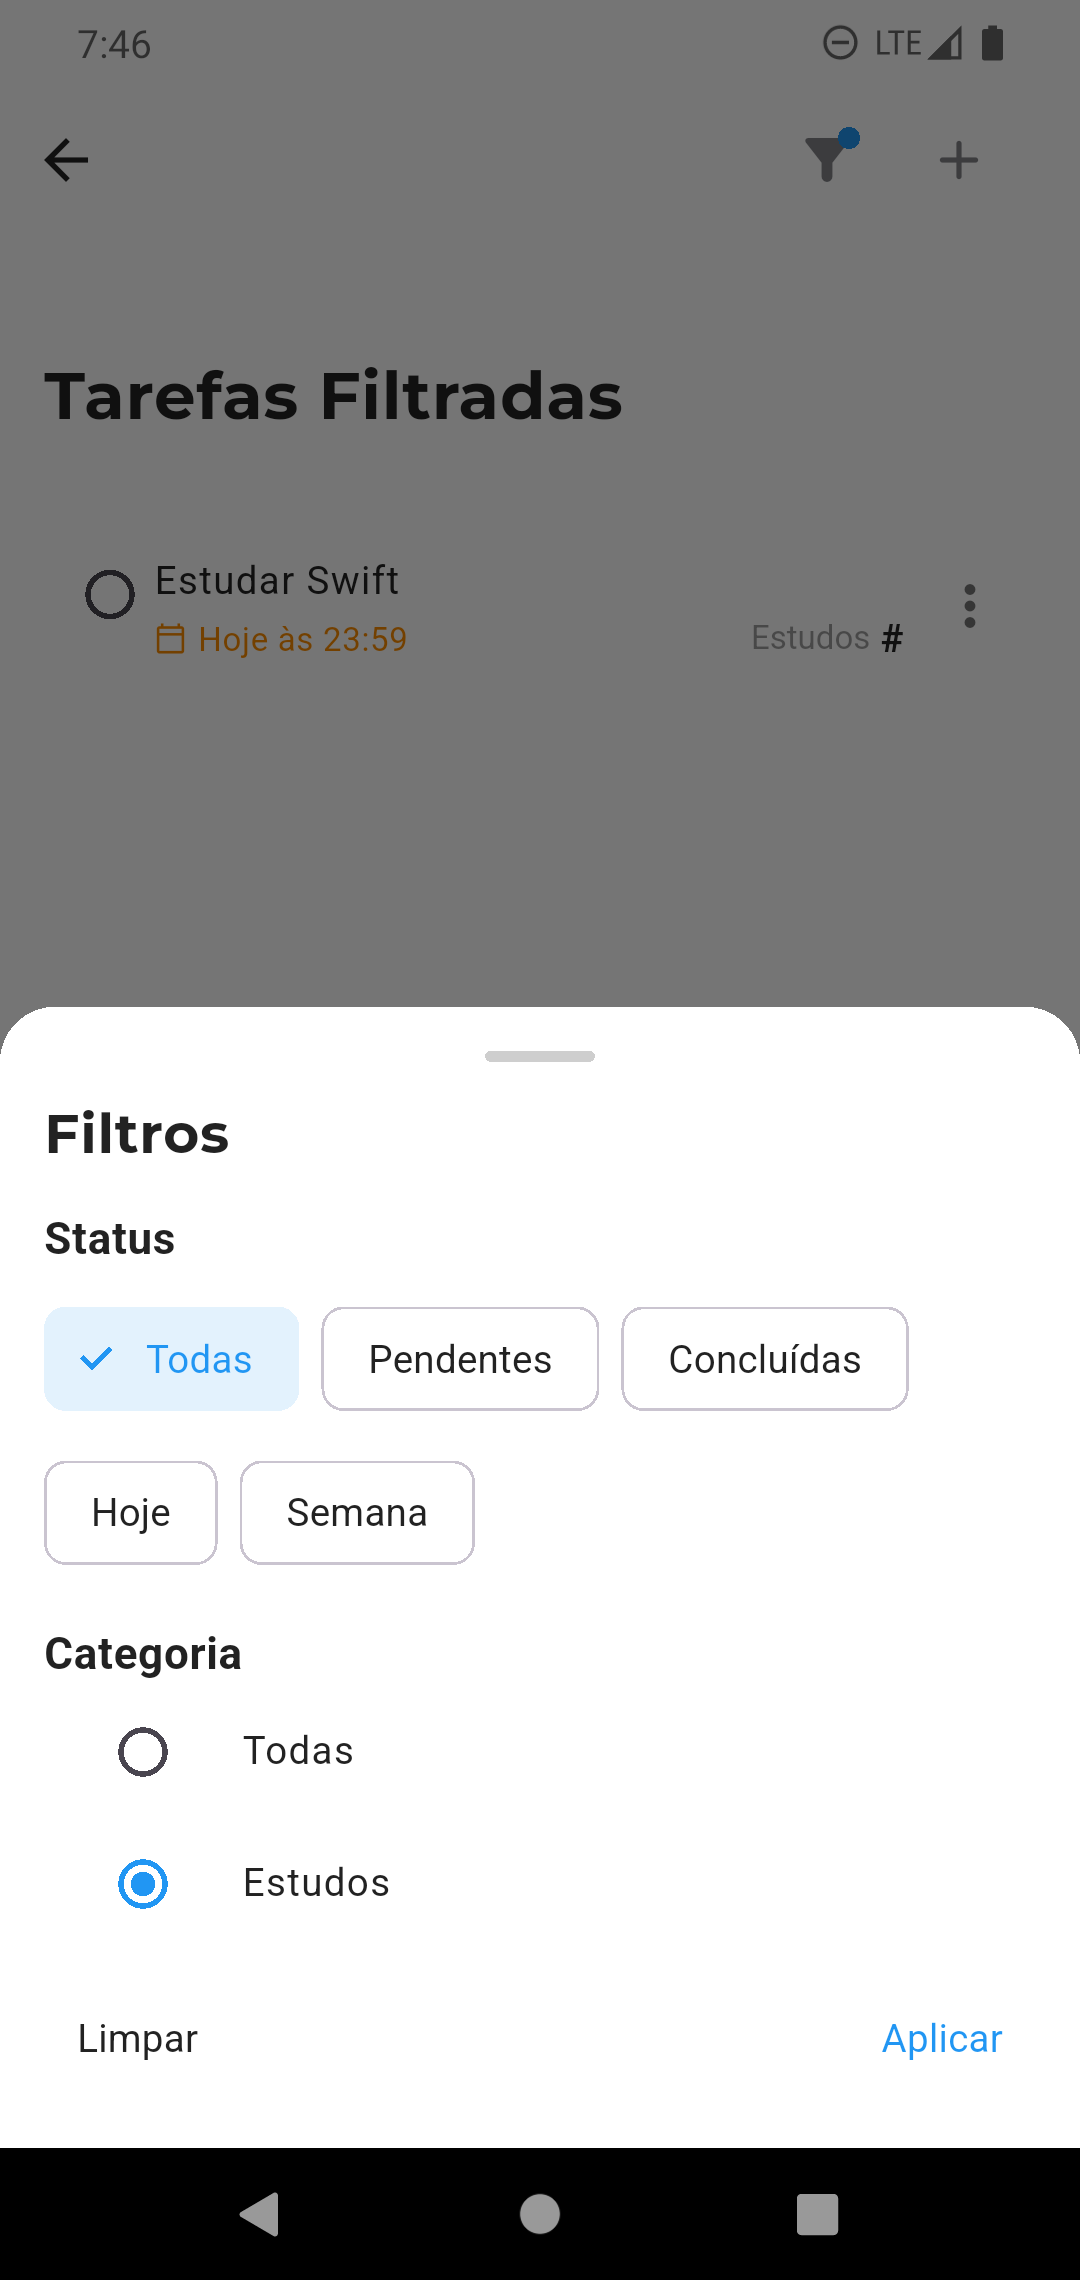 7:46 LTE
Tarefas Filtradas
Estudar Swift
Hoje às 23:59 Estudos #
Filtros
Status
Todas Pendentes Concluídas
Hoje Semana
Categoria
Todas
Estudos
Limpar Aplicar